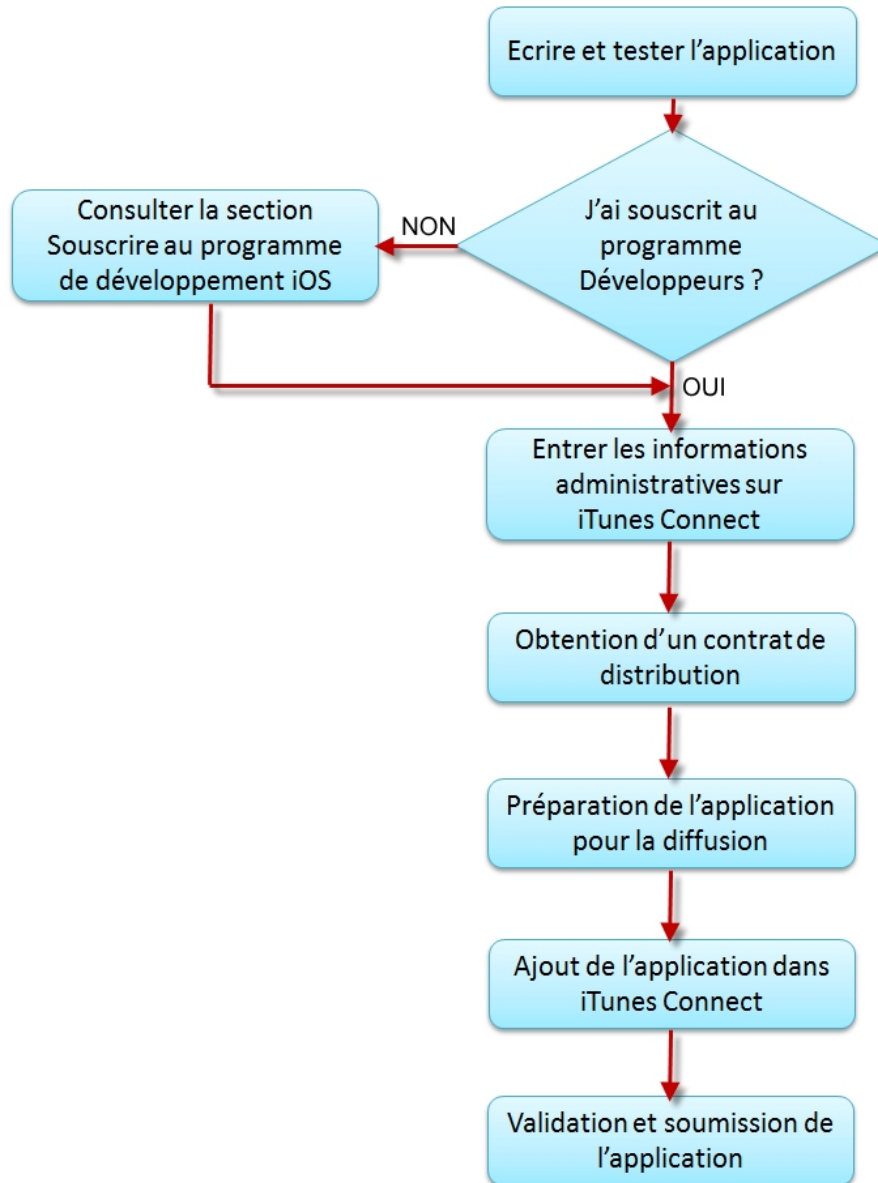 Ecrire et tester l'application
J'ai souscrit au
programme
Développeurs ?
NON
Consulter la section
Souscrire au programme
de développement iOS
OUI
Entrer les informations
administratives sur
iTunes Connect
Obtention d'un contrat de
distribution
Préparation de l'application
pour la diffusion
Ajout de l'application dans
iTunes Connect
Validation et soumission de
l'application